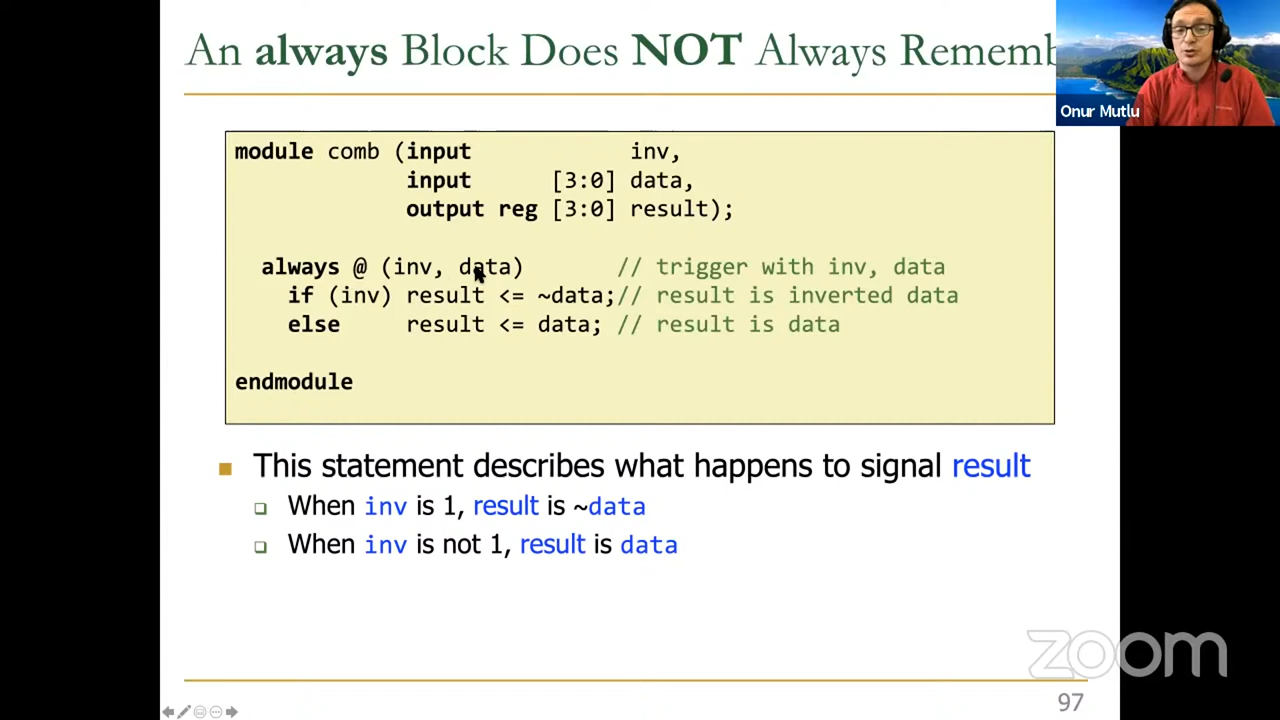 An always Block Does NOT Always Rememb
Onur Mutlu
module comb (input inv,
input [3:0] data,
output reg [3:0] result);
always @ (inv, data) // trigger with inv, data
if (inv) result <= ~data;// result is inverted data
else result <= data; // result is data
endmodule
This statement describes what happens to signal result
When inv is 1, result is ~data
When inv is not 1, result is data
zoom
97